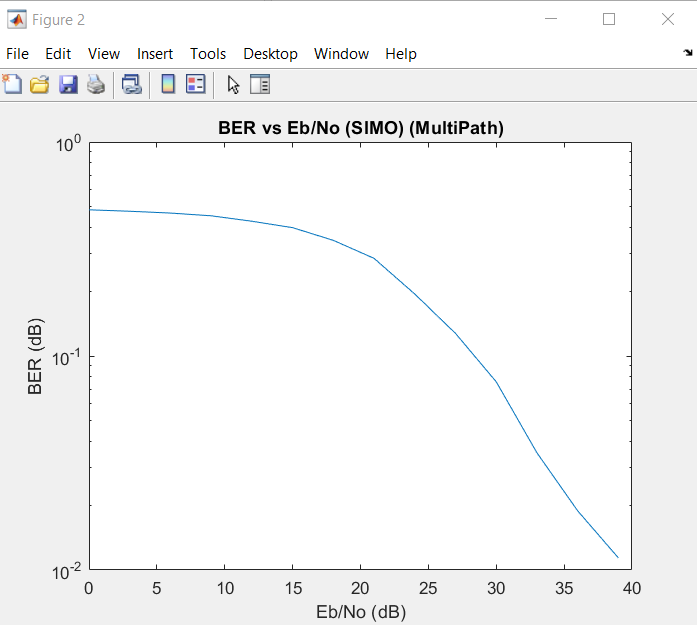 Figure 2
File Edit View Insert Tools Desktop Window Help
BER vs Eb/No (SIMO) (MultiPath)
10^0
10^-1
10^-2
BER (dB)
0 5 10 15 20 25 30 35 40
Eb/No (dB)